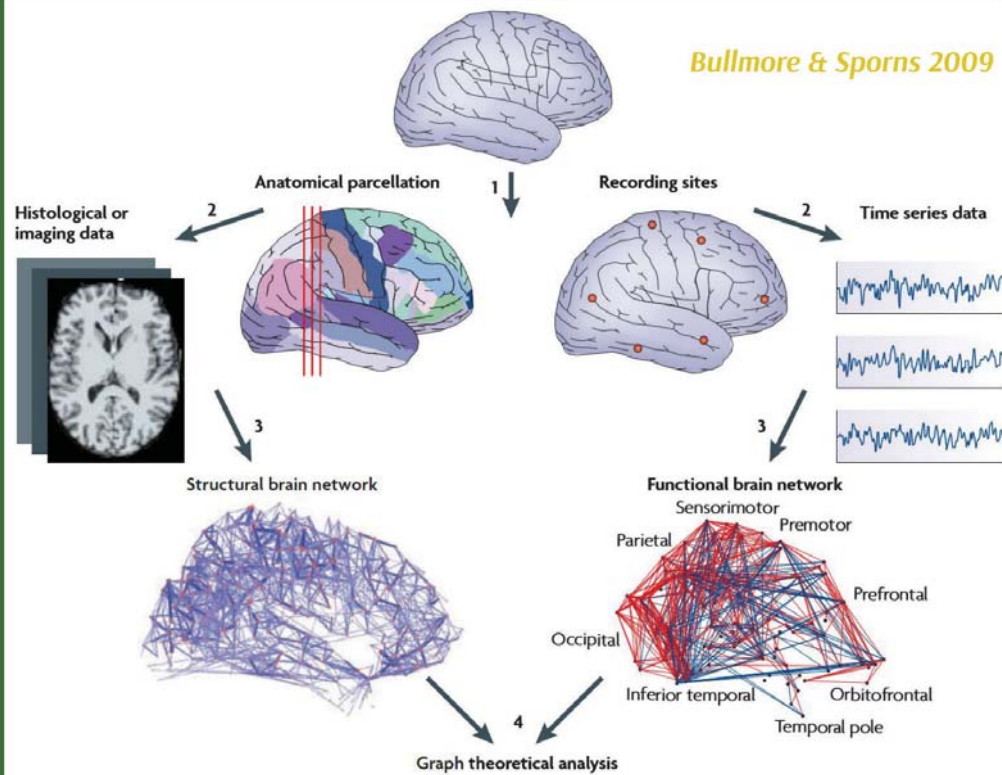 Bullmore & Sporns 2009
1
Anatomical parcellation
Recording sites
2
2
Histological or
imaging data
Time series data
3
3
Structural brain network
Functional brain network
Sensorimotor
Premotor
Parietal
Prefrontal
Occipital
Inferior temporal
Orbitofrontal
Temporal pole
4
Graph theoretical analysis